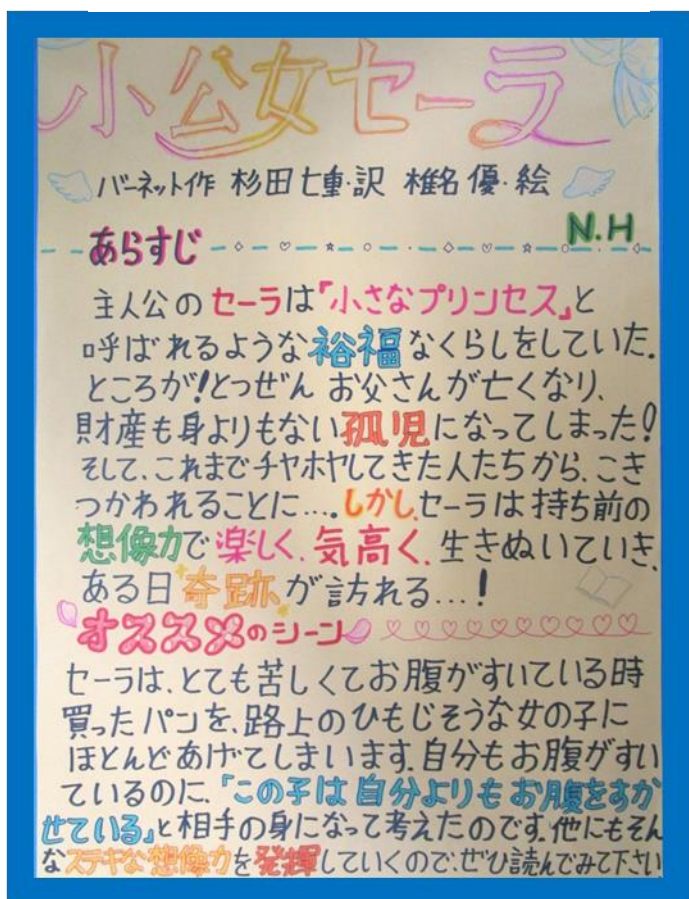 小公女セーラ
バーネット作 杉田七重・訳 椎名優・絵
N.H
あらすじ
主人公のセーラは「小さなプリンセス」と
呼ばれるような裕福なくらしをしていた。
ところが!とつぜん お父さんが亡くなり、
財産も身よりもない孤児になってしまった!
そして、これまでチヤホヤしてきた人たちから、こき
つかわれることに…。しかし、セーラは持ち前の
想像力で楽しく、気高く、生きぬいていき、
ある日奇跡が訪れる…!
オススメのシーン
セーラは、とても苦しくてお腹がすいている時
買ったパンを、路上のひもじそうな女の子に
ほとんどあげてしまいます。自分もお腹がすい
ているのに、「この子は自分よりもお腹をすか
せている」と相手の身になって考えたのです。他にもそん
なステキな想像力を発揮していくので、ぜひ読んでみて下さい